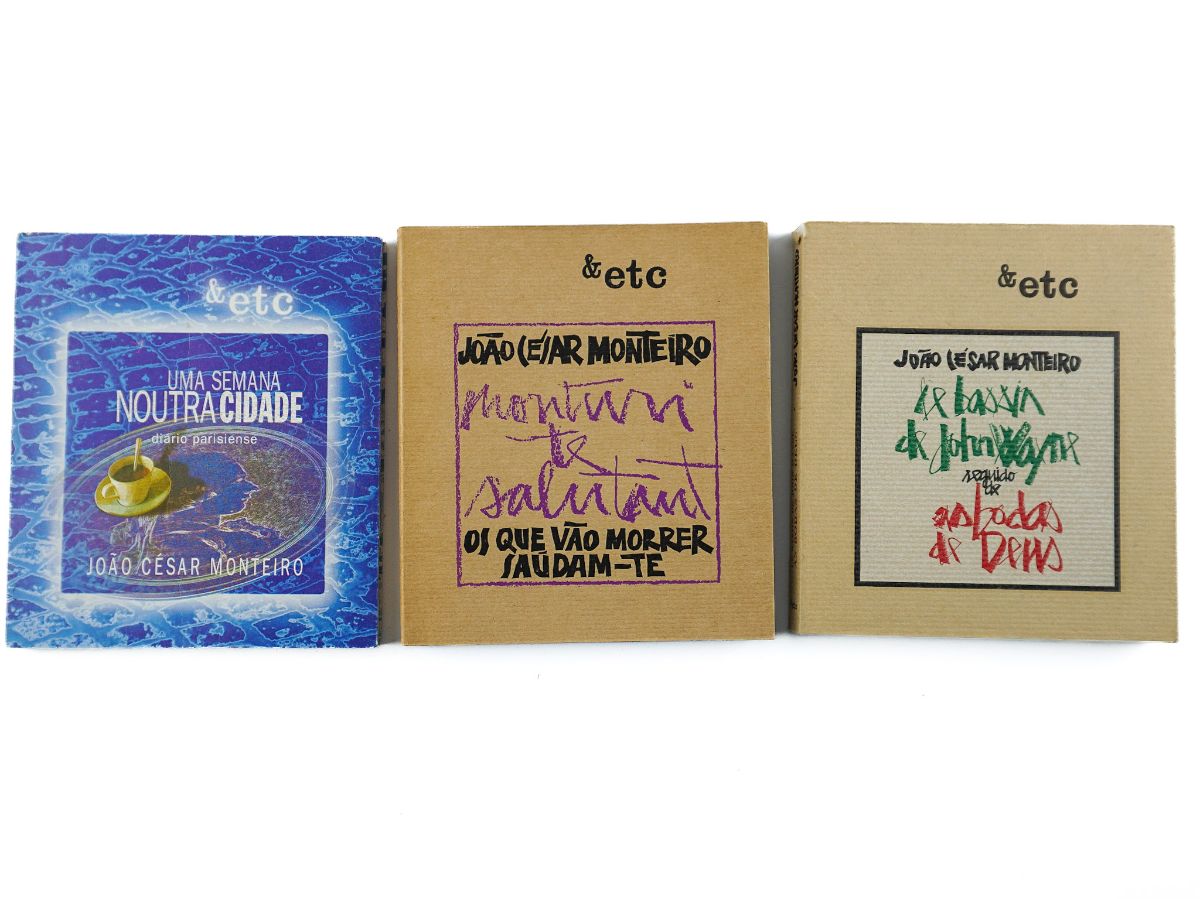 & etc
UMA SEMANA
NOUTRA CIDADE
diário parisiense
JOÃO CÉSAR MONTEIRO
& etc
JOÃO CÉSAR MONTEIRO
morituri
te
salutant
OS QUE VÃO MORRER
SAUDAM-TE
& etc
JOÃO CÉSAR MONTEIRO
le bassin
de John Wayne
seguido
de
as bodas
de Deus